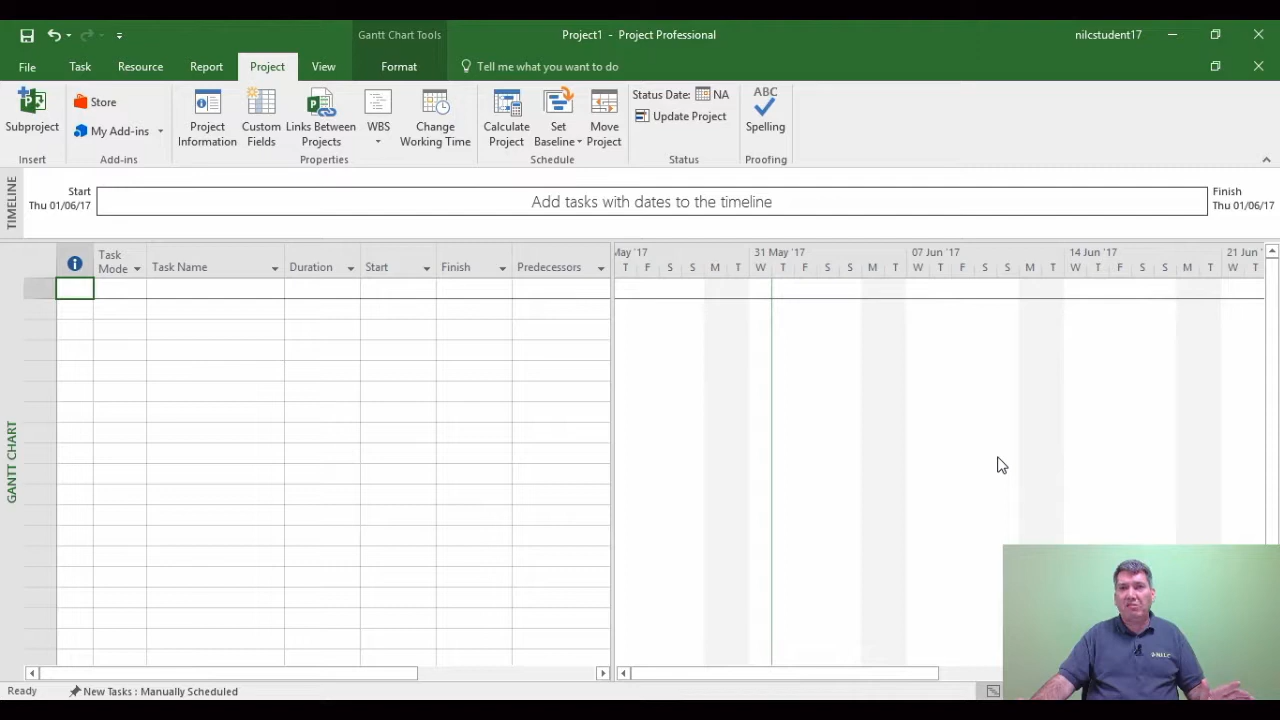 Gantt Chart Tools
Project1 - Project Professional
nilcstudent17
File
Task
Resource
Report
Project
View
Format
Tell me what you want to do
Subproject
Insert
Store
My Add-ins
Add-ins
Project
Information
Custom
Fields
Links Between
Projects
WBS
Change
Working Time
Properties
Calculate
Project
Set
Baseline
Move
Project
Schedule
Status Date:
NA
Update Project
Status
ABC
Spelling
Proofing
TIMELINE
Start
Thu 01/06/17
Add tasks with dates to the timeline
Finish
Thu 01/06/17
GANTT CHART
Task
Mode
Task Name
Duration
Start
Finish
Predecessors
May '17
31 May '17
07 Jun '17
14 Jun '17
21 Jun
T F S S M T W T F S S M T W T F S S M T W T F S S M T W T
Ready
New Tasks : Manually Scheduled
NILC